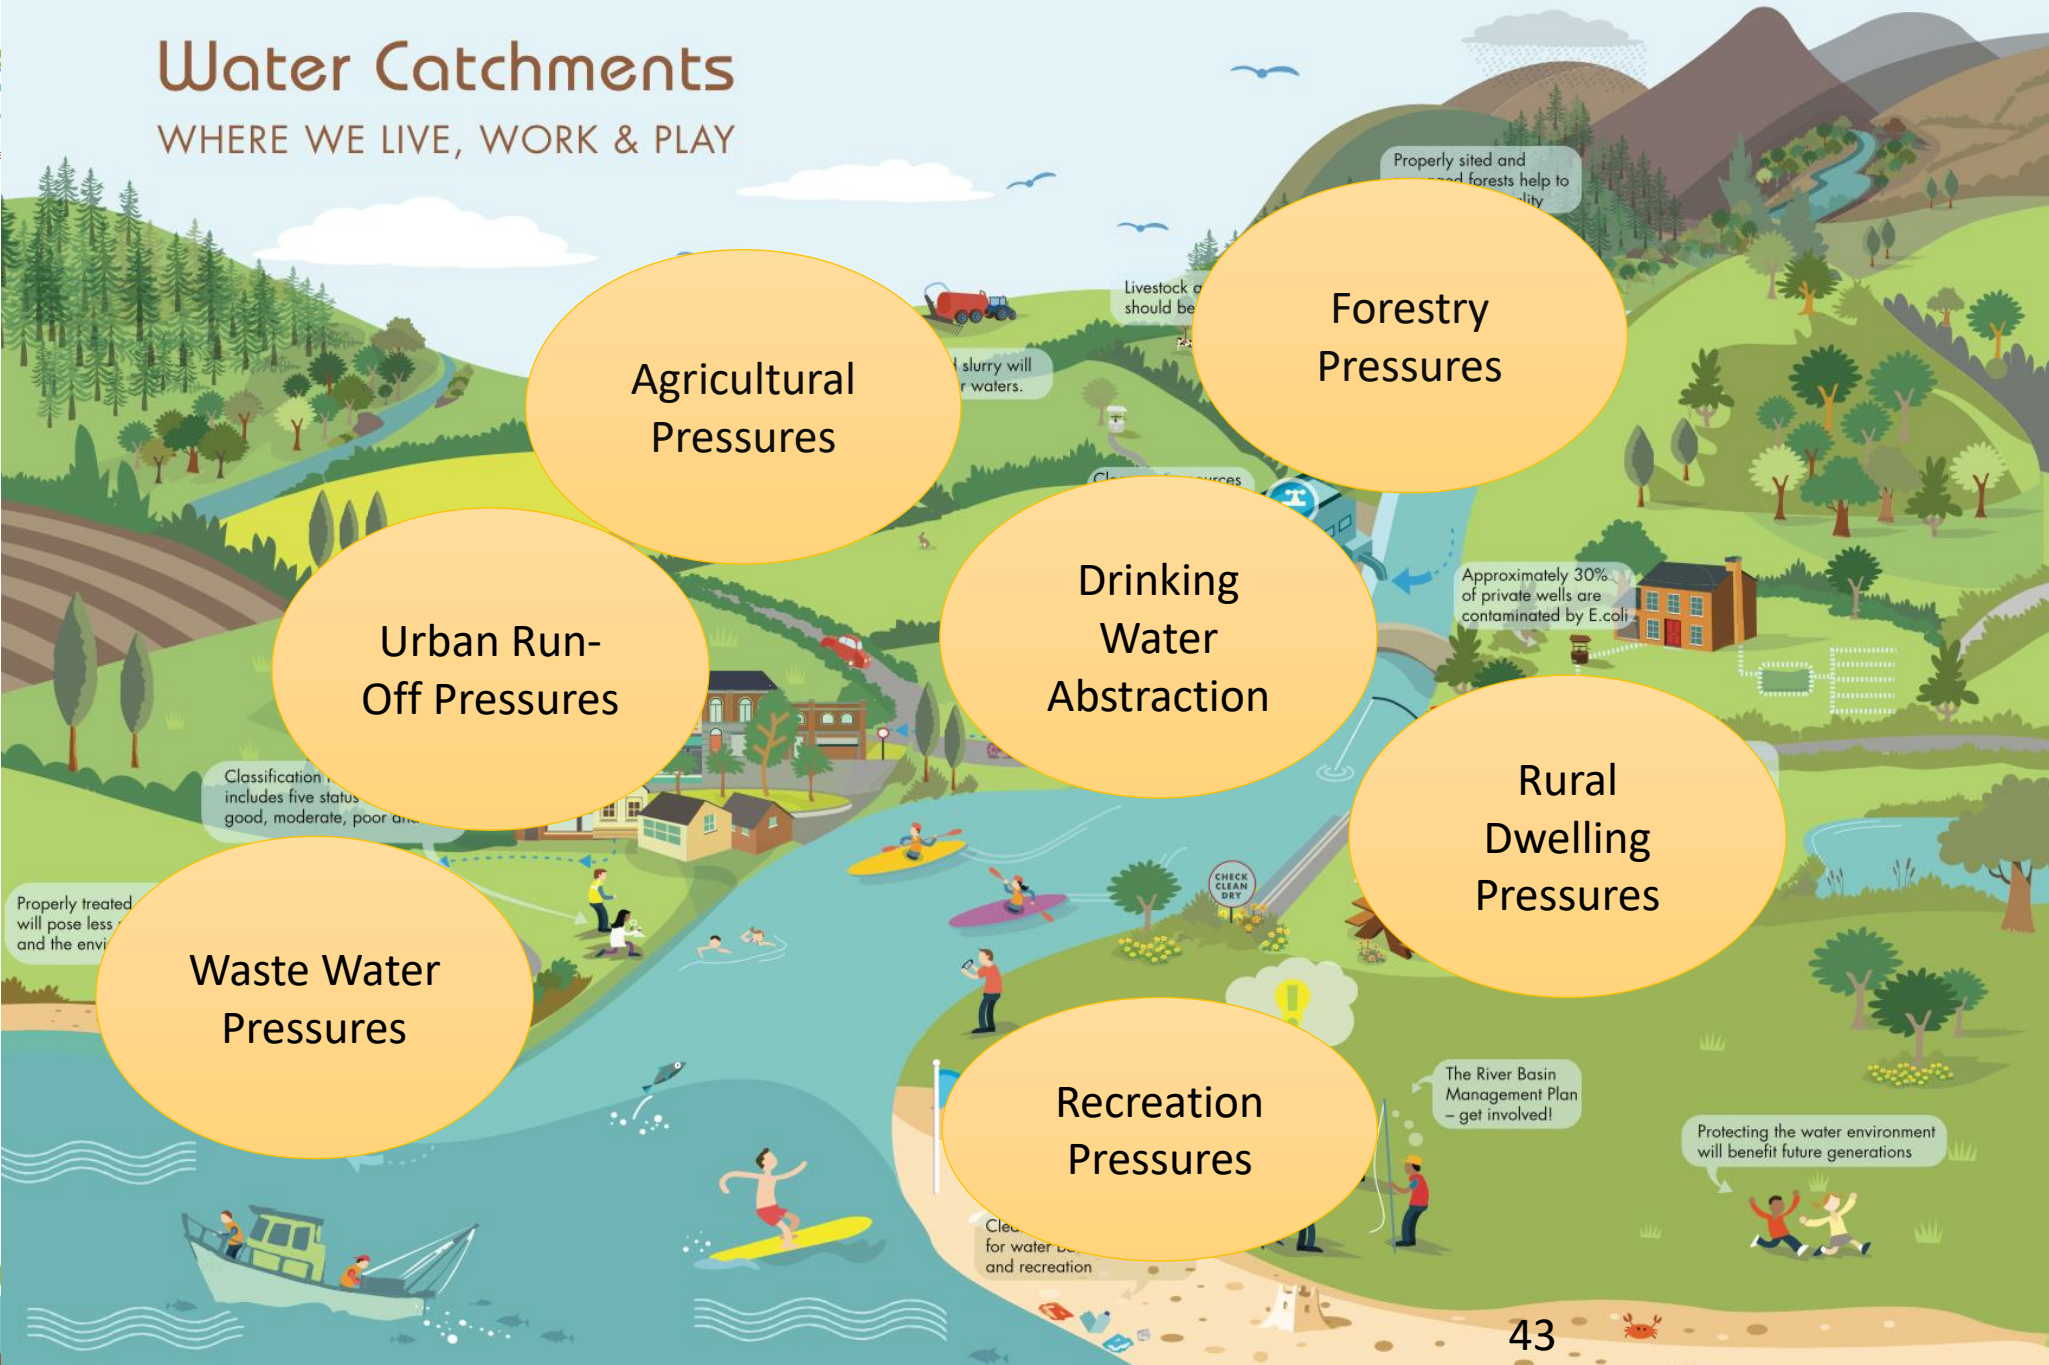 Water Catchments
WHERE WE LIVE, WORK & PLAY
Properly sited and
forests help to
Livestock
should be
Agricultural
Pressures
slurry will
waters.
Forestry
Pressures
Urban Run-
Off Pressures
Drinking
Water
Abstraction
Approximately 30%
of private wells are
contaminated by E.coli
Classification
includes five status
good, moderate, poor
CHECK
CLEAN
DRY
Rural
Dwelling
Pressures
Properly treated
will pose less
and the
Waste Water
Pressures
Recreation
Pressures
The River Basin
Management Plan
– get involved!
Protecting the water environment
will benefit future generations
for water
and recreation
43